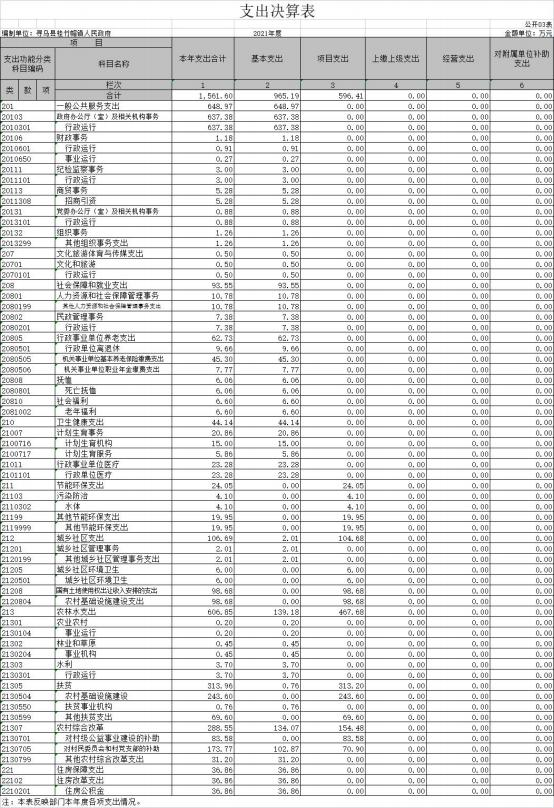 支出决算表
公开03表
编制单位：寻乌县桂竹帽镇人民政府 2021年度 金额单位：万元
项 目 本年支出合计 基本支出 项目支出 上缴上级支出 经营支出 对附属单位补助支出
支出功能分类科目编码 科目名称
类 款 项 栏次 1 2 3 4 5 6
合计 1,561.60 965.19 596.41 0.00 0.00 0.00
201 一般公共服务支出 648.97 648.97 0.00 0.00 0.00 0.00
20103 政府办公厅（室）及相关机构事务 637.38 637.38 0.00 0.00 0.00 0.00
2010301 行政运行 637.38 637.38 0.00 0.00 0.00 0.00
20106 财政事务 1.18 1.18 0.00 0.00 0.00 0.00
2010601 行政运行 0.91 0.91 0.00 0.00 0.00 0.00
2010650 事业运行 0.27 0.27 0.00 0.00 0.00 0.00
20111 纪检监察事务 3.00 3.00 0.00 0.00 0.00 0.00
2011101 行政运行 3.00 3.00 0.00 0.00 0.00 0.00
20113 商贸事务 5.28 5.28 0.00 0.00 0.00 0.00
2011308 招商引资 5.28 5.28 0.00 0.00 0.00 0.00
20131 党委办公厅（室）及相关机构事务 0.88 0.88 0.00 0.00 0.00 0.00
2013101 行政运行 0.88 0.88 0.00 0.00 0.00 0.00
20132 组织事务 1.26 1.26 0.00 0.00 0.00 0.00
2013299 其他组织事务支出 1.26 1.26 0.00 0.00 0.00 0.00
207 文化旅游体育与传媒支出 0.50 0.50 0.00 0.00 0.00 0.00
20701 文化和旅游 0.50 0.50 0.00 0.00 0.00 0.00
2070101 行政运行 0.50 0.50 0.00 0.00 0.00 0.00
208 社会保障和就业支出 93.55 93.55 0.00 0.00 0.00 0.00
20801 人力资源和社会保障管理事务 10.78 10.78 0.00 0.00 0.00 0.00
2080199 其他人力资源和社会保障管理事务支出 10.78 10.78 0.00 0.00 0.00 0.00
20802 民政管理事务 7.38 7.38 0.00 0.00 0.00 0.00
2080201 行政运行 7.38 7.38 0.00 0.00 0.00 0.00
20805 行政事业单位养老支出 62.73 62.73 0.00 0.00 0.00 0.00
2080501 行政单位离退休 9.66 9.66 0.00 0.00 0.00 0.00
2080505 机关事业单位基本养老保险缴费支出 45.30 45.30 0.00 0.00 0.00 0.00
2080506 机关事业单位职业年金缴费支出 7.77 7.77 0.00 0.00 0.00 0.00
20808 抚恤 6.06 6.06 0.00 0.00 0.00 0.00
2080801 死亡抚恤 6.06 6.06 0.00 0.00 0.00 0.00
20810 社会福利 6.60 6.60 0.00 0.00 0.00 0.00
2081002 老年福利 6.60 6.60 0.00 0.00 0.00 0.00
210 卫生健康支出 44.14 44.14 0.00 0.00 0.00 0.00
21007 计划生育事务 20.86 20.86 0.00 0.00 0.00 0.00
2100716 计划生育机构 15.00 15.00 0.00 0.00 0.00 0.00
2100717 计划生育服务 5.86 5.86 0.00 0.00 0.00 0.00
21011 行政事业单位医疗 23.28 23.28 0.00 0.00 0.00 0.00
2101101 行政单位医疗 23.28 23.28 0.00 0.00 0.00 0.00
211 节能环保支出 24.05 0.00 24.05 0.00 0.00 0.00
21103 污染防治 4.10 0.00 4.10 0.00 0.00 0.00
2110302 水体 4.10 0.00 4.10 0.00 0.00 0.00
21199 其他节能环保支出 19.95 0.00 19.95 0.00 0.00 0.00
2119999 其他节能环保支出 19.95 0.00 19.95 0.00 0.00 0.00
212 城乡社区支出 106.69 2.01 104.68 0.00 0.00 0.00
21201 城乡社区管理事务 2.01 2.01 0.00 0.00 0.00 0.00
2120199 其他城乡社区管理事务支出 2.01 2.01 0.00 0.00 0.00 0.00
21205 城乡社区环境卫生 6.00 0.00 6.00 0.00 0.00 0.00
2120501 城乡社区环境卫生 6.00 0.00 6.00 0.00 0.00 0.00
21208 国有土地使用权出让收入安排的支出 98.68 0.00 98.68 0.00 0.00 0.00
2120804 农村基础设施建设支出 98.68 0.00 98.68 0.00 0.00 0.00
213 农林水支出 606.85 139.18 467.68 0.00 0.00 0.00
21301 农业农村 0.20 0.20 0.00 0.00 0.00 0.00
2130104 事业运行 0.20 0.20 0.00 0.00 0.00 0.00
21302 林业和草原 0.45 0.45 0.00 0.00 0.00 0.00
2130204 事业机构 0.45 0.45 0.00 0.00 0.00 0.00
21303 水利 3.70 3.70 0.00 0.00 0.00 0.00
2130301 行政运行 3.70 3.70 0.00 0.00 0.00 0.00
21305 扶贫 313.96 0.76 313.20 0.00 0.00 0.00
2130504 农村基础设施建设 243.60 0.00 243.60 0.00 0.00 0.00
2130550 扶贫事业机构 0.76 0.76 0.00 0.00 0.00 0.00
2130599 其他扶贫支出 69.60 0.00 69.60 0.00 0.00 0.00
21307 农村综合改革 288.55 134.07 154.48 0.00 0.00 0.00
2130701 对村级公益事业建设的补助 83.58 0.00 83.58 0.00 0.00 0.00
2130705 对村民委员会和村党支部的补助 173.77 102.87 70.90 0.00 0.00 0.00
2130799 其他农村综合改革支出 31.20 31.20 0.00 0.00 0.00 0.00
221 住房保障支出 36.86 36.86 0.00 0.00 0.00 0.00
22102 住房改革支出 36.86 36.86 0.00 0.00 0.00 0.00
2210201 住房公积金 36.86 36.86 0.00 0.00 0.00 0.00
注：本表反映部门本年度各项支出情况。